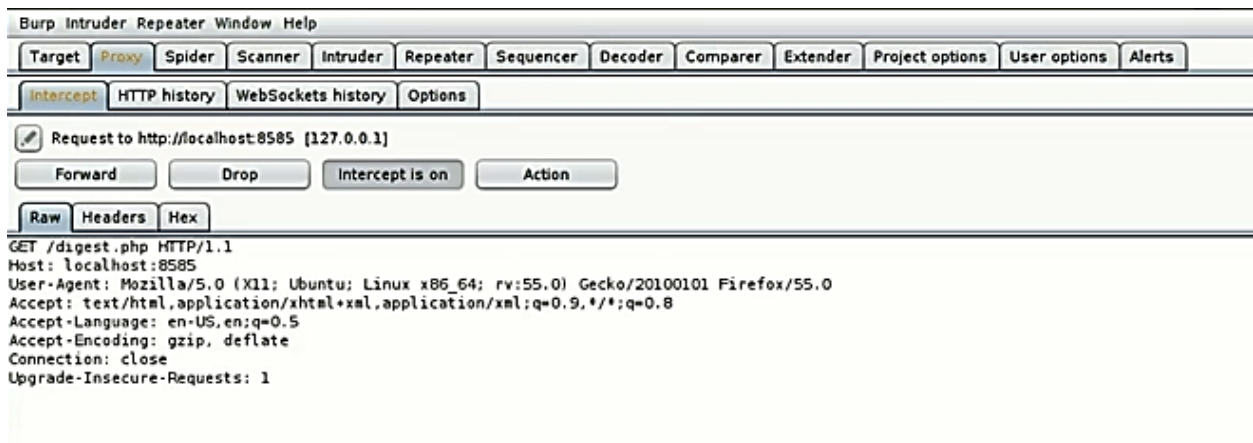 Burp Intruder Repeater Window Help
Target Proxy Spider Scanner Intruder Repeater Sequencer Decoder Comparer Extender Project options User options Alerts
Intercept HTTP history WebSockets history Options
Request to http://localhost:8585 [127.0.0.1]
Forward Drop Intercept is on Action
Raw Headers Hex
GET /digest.php HTTP/1.1
Host: localhost:8585
User-Agent: Mozilla/5.0 (X11; Ubuntu; Linux x86_64; rv:55.0) Gecko/20100101 Firefox/55.0
Accept: text/html,application/xhtml+xml,application/xml;q=0.9,*/*;q=0.8
Accept-Language: en-US,en;q=0.5
Accept-Encoding: gzip, deflate
Connection: close
Upgrade-Insecure-Requests: 1